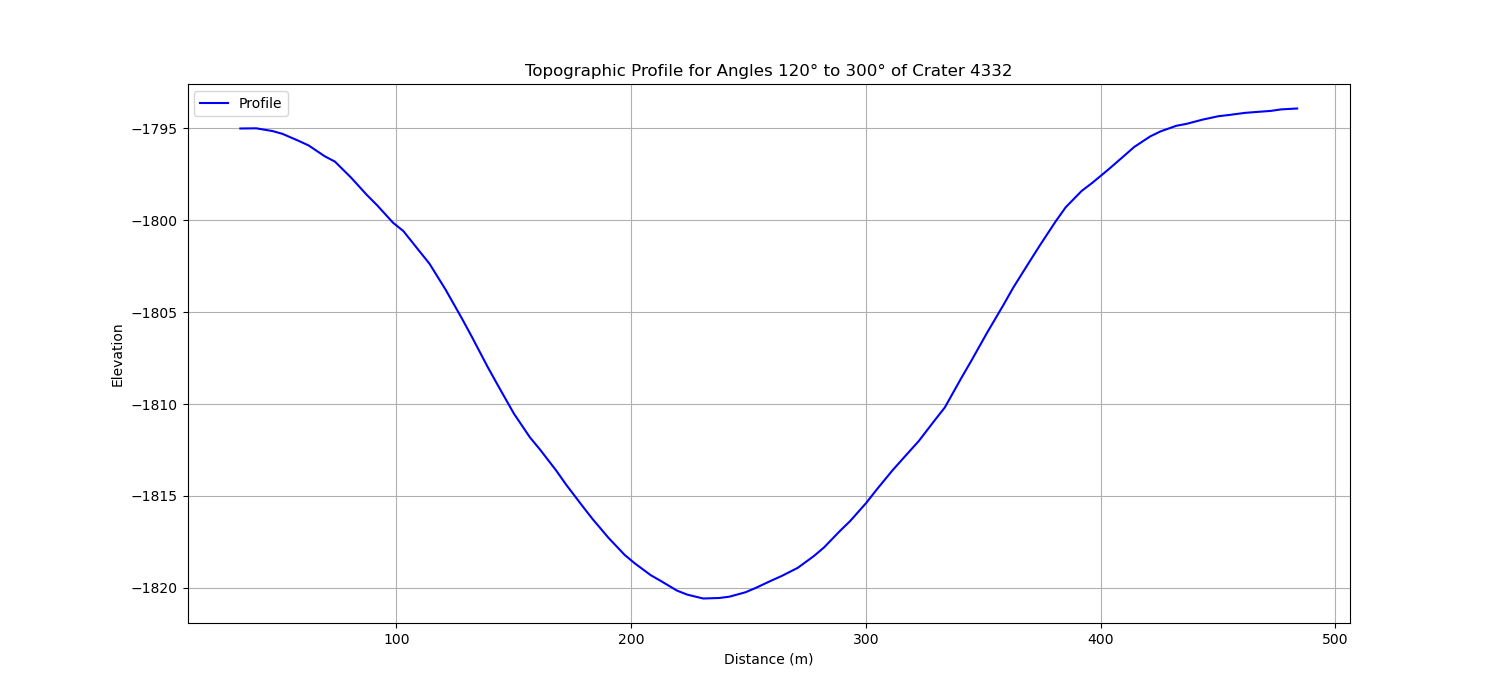 Topographic Profile for Angles 120° to 300° of Crater 4332
Profile
−1795
−1800
−1805
−1810
−1815
−1820
Elevation
100 200 300 400 500
Distance (m)